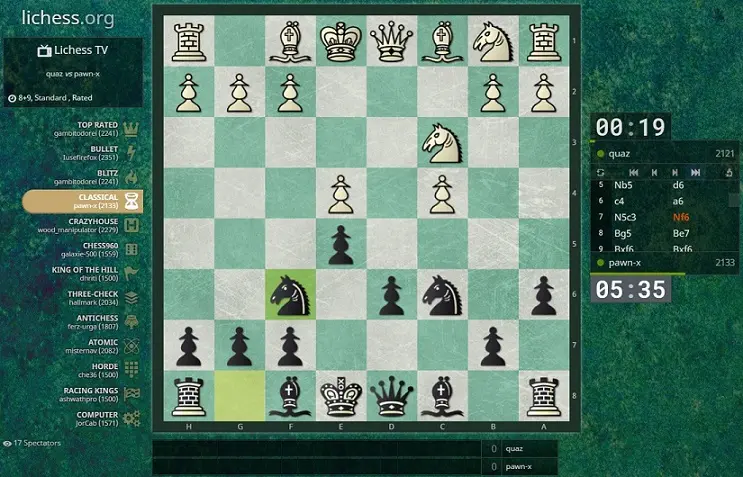 lichess.org
Lichess TV
quaz vs pawn-x
8+9, Standard , Rated
TOP RATED
gambitodorei (2241)
BULLET
Iusefirefox (2351)
BLITZ
gambitodorei (2241)
CLASSICAL
pawn-x (2133)
CRAZYHOUSE
wood_manipulator (2279)
CHESS960
galaxie-500 (1559)
KING OF THE HILL
dhriti (1500)
THREE-CHECK
hallmark (2034)
ANTICHESS
ferz-urga (1807)
ATOMIC
misternav (2082)
HORDE
che36 (1500)
RACING KINGS
ashwathpro (1500)
COMPUTER
JorCab (1571)
17 Spectators
1
2
3
4
5
6
7
8
H G F E D C B A
0 quaz
0 pawn-x
00:19
quaz 2121
5 Nb5 d6
6 c4 a6
7 N5c3 Nf6
8 Bg5 Be7
9 Bxf6 Bxf6
pawn-x 2133
05:35